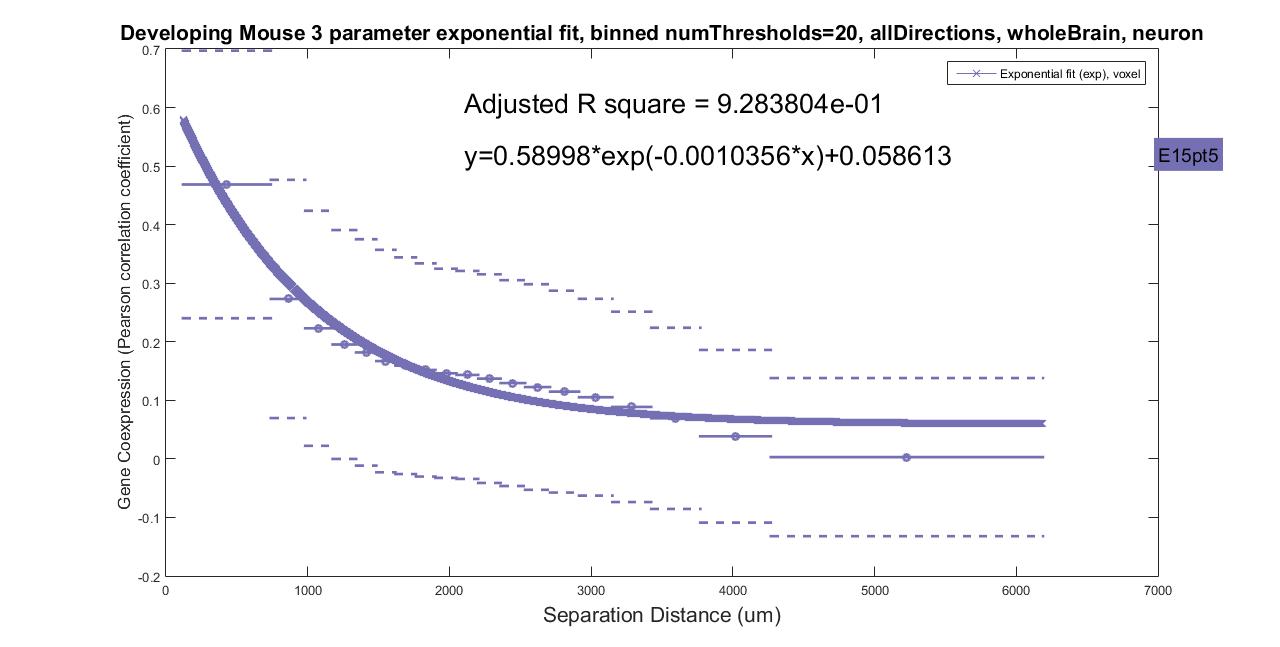 Developing Mouse 3 parameter exponential fit, binned numThresholds=20, allDirections, wholeBrain, neuron
Exponential fit (exp), voxel
Adjusted R square = 9.283804e-01
y=0.58998*exp(-0.0010356*x)+0.058613
E15pt5
Gene Coexpression (Pearson correlation coefficient)
0.7
0.6
0.5
0.4
0.3
0.2
0.1
0
-0.1
-0.2
0 1000 2000 3000 4000 5000 6000 7000
Separation Distance (um)